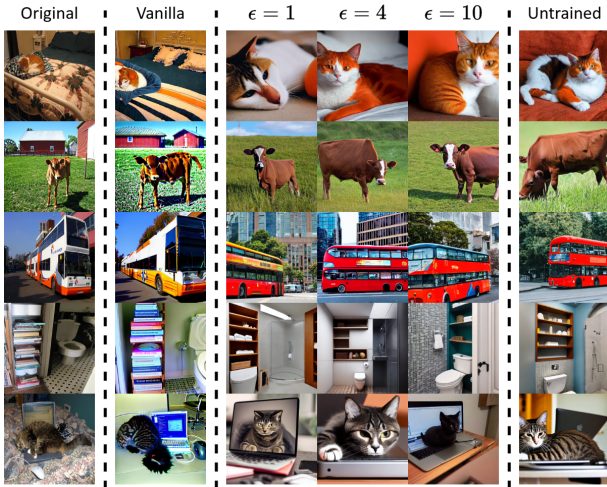 Original Vanilla ϵ = 1 ϵ = 4 ϵ = 10 Untrained